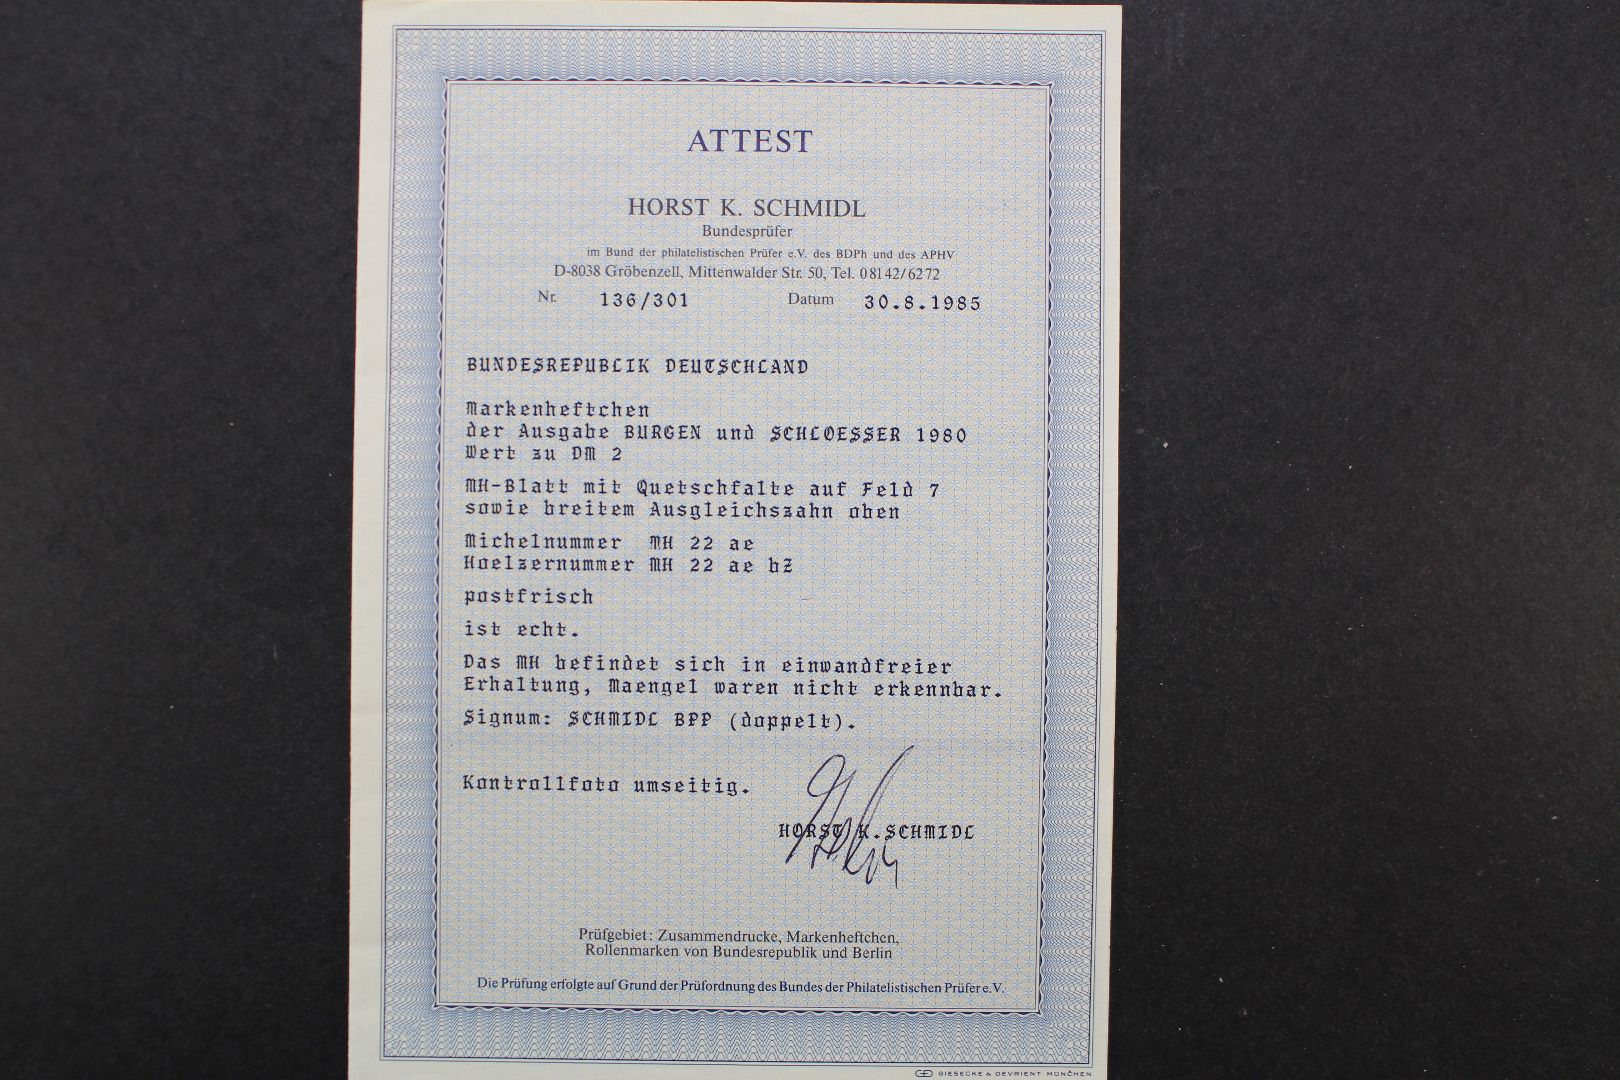 ATTEST
HORST K. SCHMIDL
Bundesprüfer
im Bund der philatelistischen Prüfer e.V. des BDPh und des APHV
D-8038 Gröbenzell, Mittenwalder Str. 50, Tel. 08142/6272
Nr. 136/301 Datum 30.8.1985
BUNDESREPUBLIK DEUTSCHLAND
Markenheftchen
der Ausgabe BURGEN und SCHLOESSER 1980
Wert zu DM 2
MH-Blatt mit Quetschfalte auf Feld 7
sowie breitem Ausgleichszahn oben
Michelnummer MH 22 ae
Hoelzernummer MH 22 ae bZ
postfrisch
ist echt.
Das MH befindet sich in einwandfreier
Erhaltung, Maengel waren nicht erkennbar.
Signum: SCHMIDL BPP (doppelt).
Kontrollfoto umseitig.
HORST K. SCHMIDL
Prüfgebiet: Zusammendrucke, Markenheftchen,
Rollenmarken von Bundesrepublik und Berlin
Die Prüfung erfolgte auf Grund der Prüfordnung des Bundes der Philatelistischen Prüfer e.V.
GIESECKE & DEVRIENT MÜNCHEN